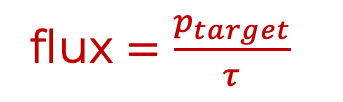 flux = p_target / τ